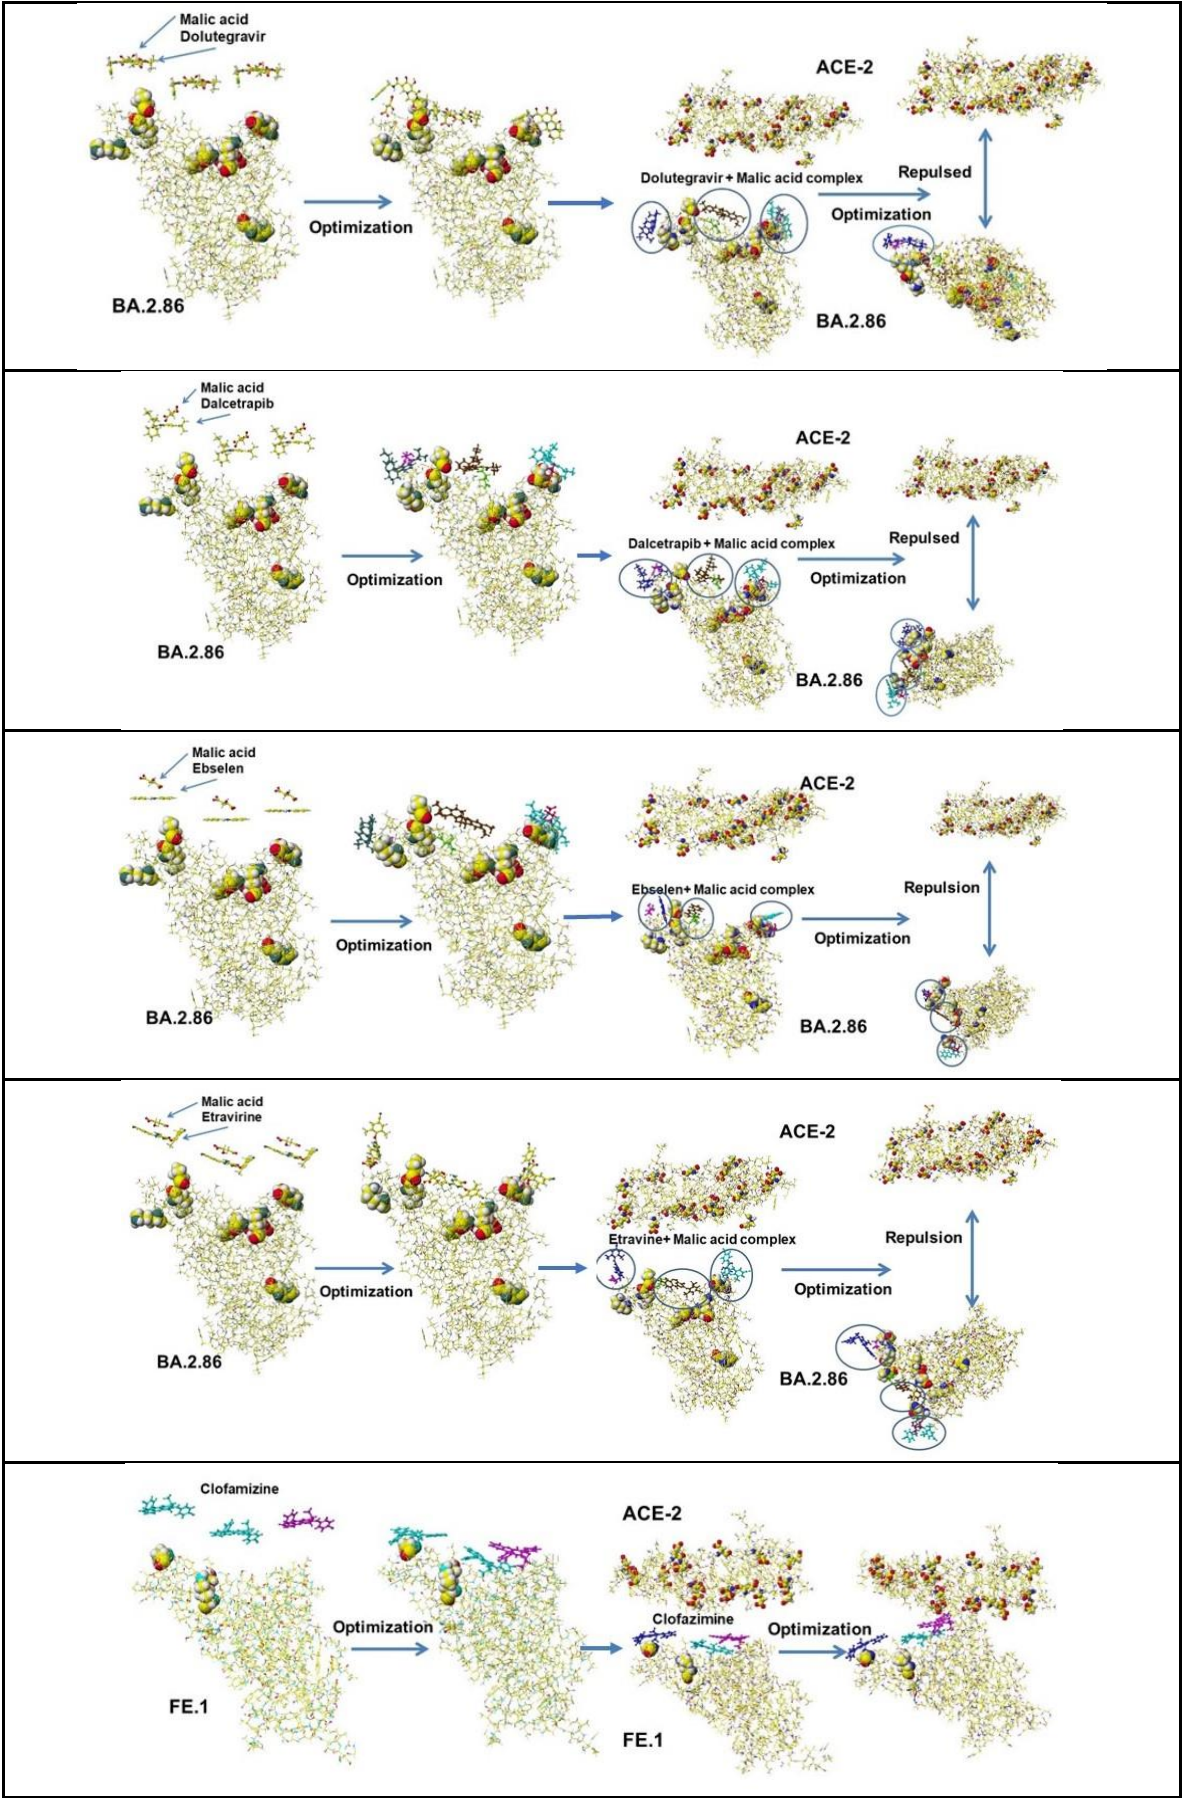 Malic acid
Dolutegravir
ACE-2
Repulsed
Dolutegravir + Malic acid complex
Optimization
Optimization
BA.2.86
BA.2.86
Malic acid
Dalcetrapib
ACE-2
Repulsed
Dalcetrapib + Malic acid complex
Optimization
Optimization
BA.2.86
BA.2.86
Malic acid
Ebselen
ACE-2
Repulsion
Ebselen+ Malic acid complex
Optimization
Optimization
BA.2.86
BA.2.86
Malic acid
Etravirine
ACE-2
Repulsion
Etravine+ Malic acid complex
Optimization
Optimization
BA.2.86
BA.2.86
Clofamizine
ACE-2
Clofazimine
Optimization
Optimization
FE.1
FE.1